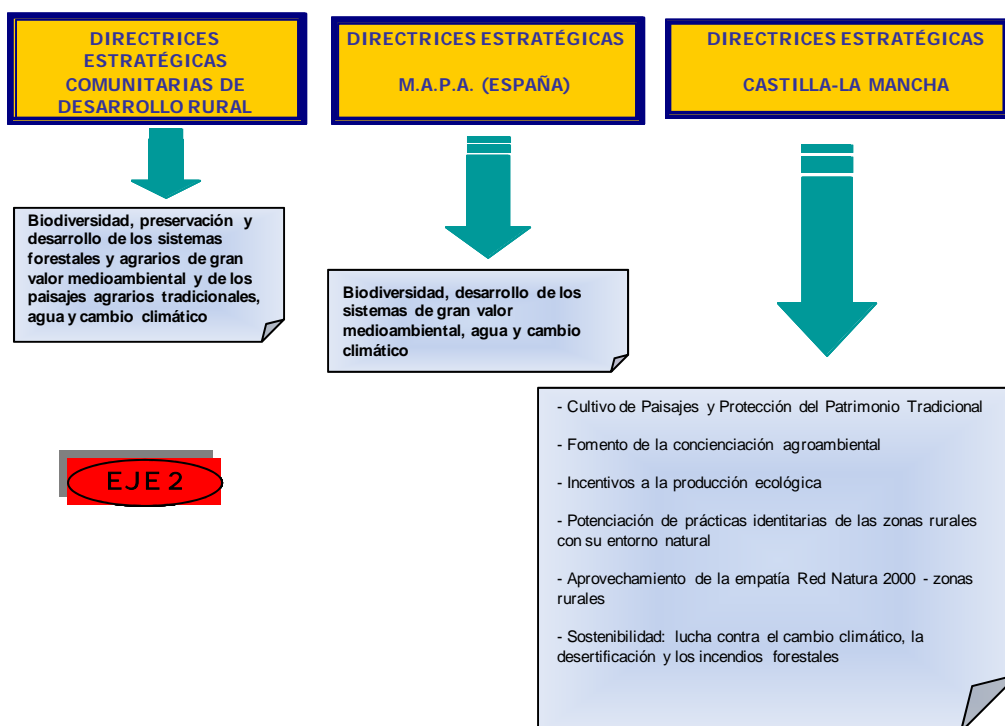 DIRECTRICES
ESTRATÉGICAS
COMUNITARIAS DE
DESARROLLO RURAL
DIRECTRICES ESTRATÉGICAS
M.A.P.A. (ESPAÑA)
DIRECTRICES ESTRATÉGICAS
CASTILLA-LA MANCHA
Biodiversidad, preservación y
desarrollo de los sistemas
forestales y agrarios de gran
valor medioambiental y de los
paisajes agrarios tradicionales,
agua y cambio climático
Biodiversidad, desarrollo de los
sistemas de gran valor
medioambiental, agua y cambio
climático
- Cultivo de Paisajes y Protección del Patrimonio Tradicional
- Fomento de la concienciación agroambiental
- Incentivos a la producción ecológica
- Potenciación de prácticas identitarias de las zonas rurales
con su entorno natural
- Aprovechamiento de la empatía Red Natura 2000 - zonas
rurales
- Sostenibilidad: lucha contra el cambio climático, la
desertificación y los incendios forestales
EJE 2